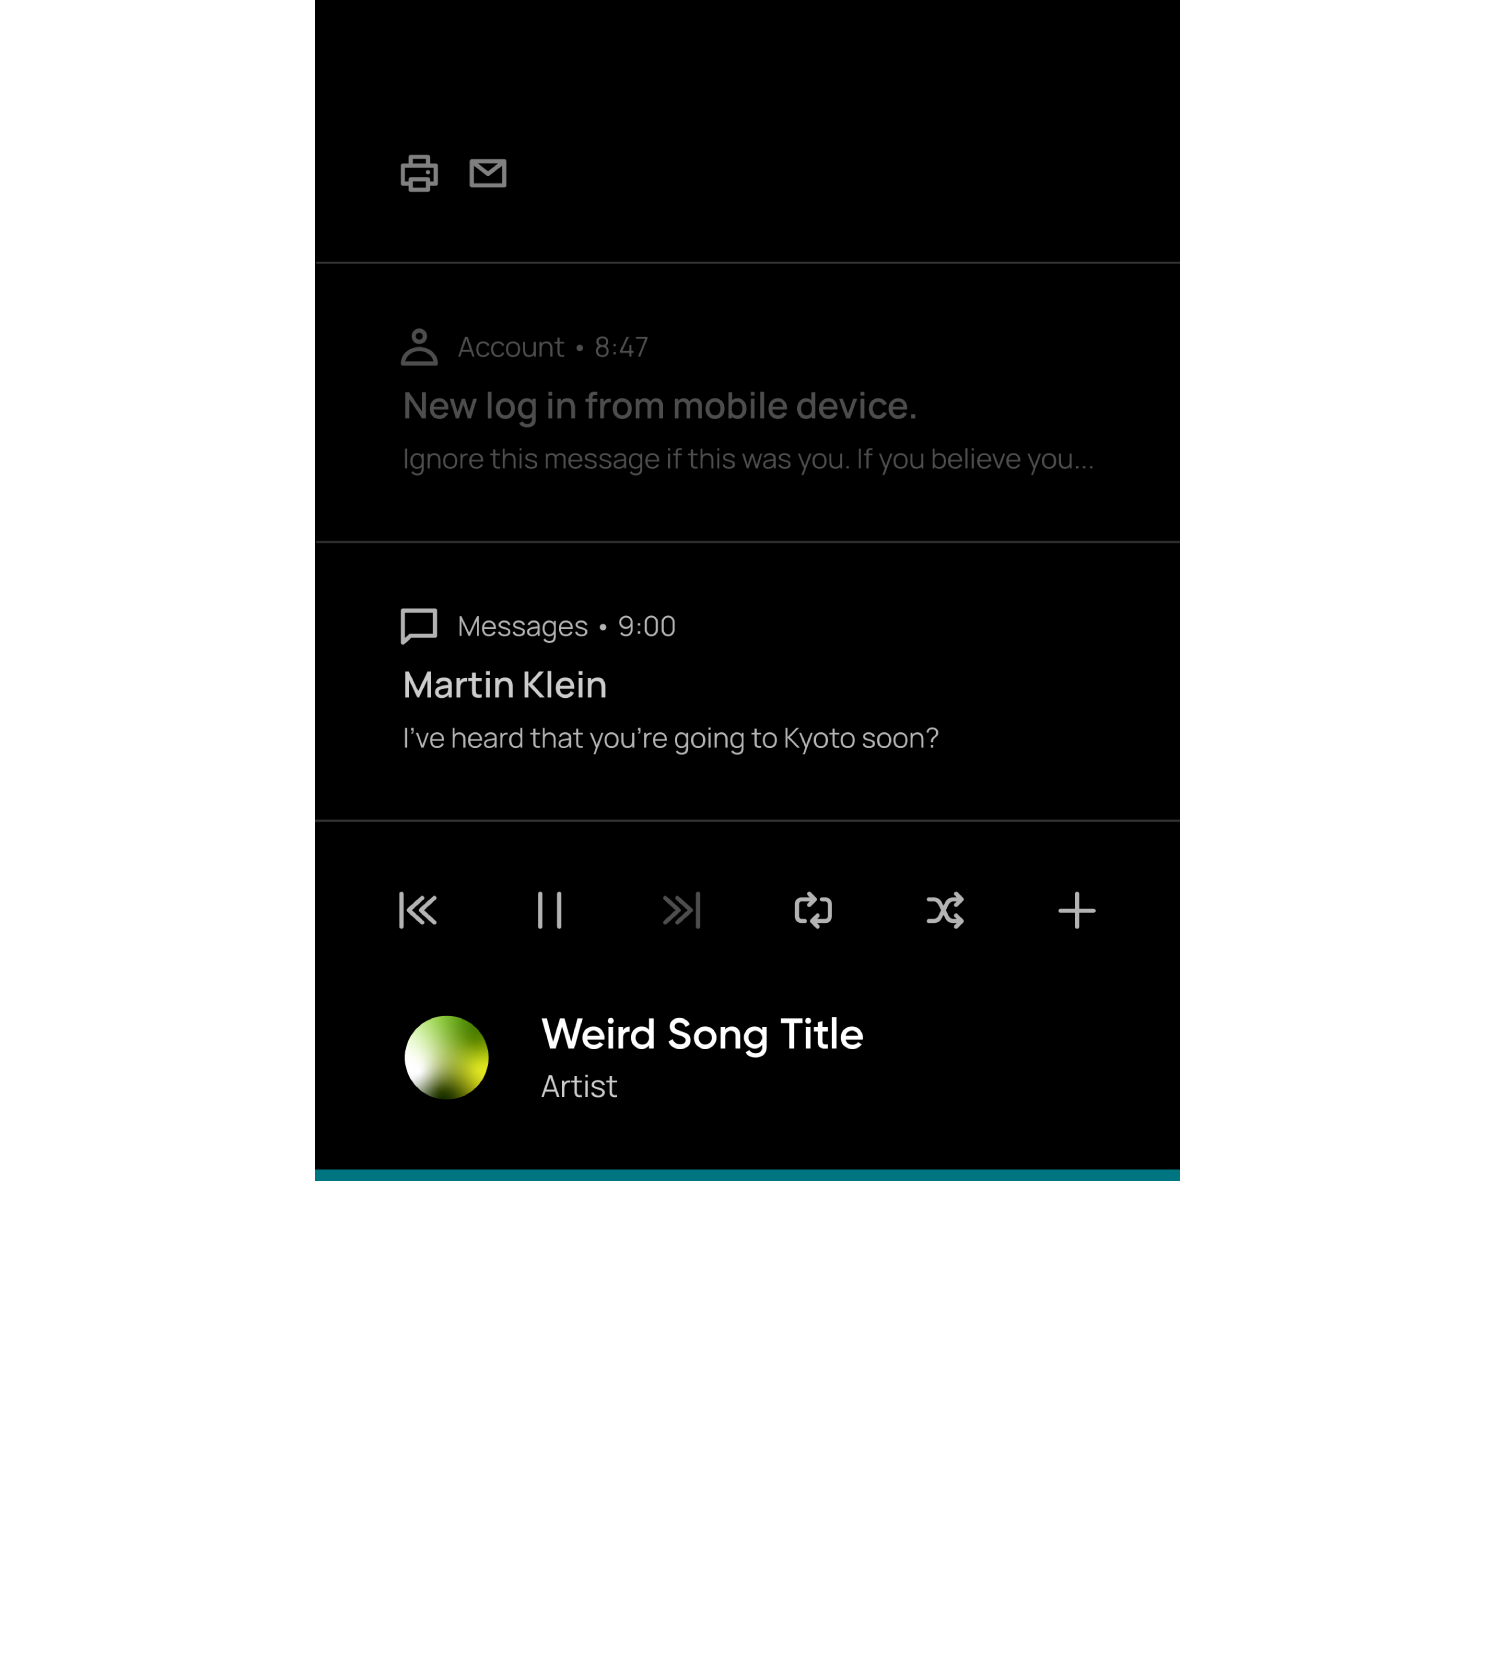 Account • 8:47
New log in from mobile device.
Ignore this message if this was you. If you believe you...
Messages • 9:00
Martin Klein
I’ve heard that you’re going to Kyoto soon?
Weird Song Title
Artist